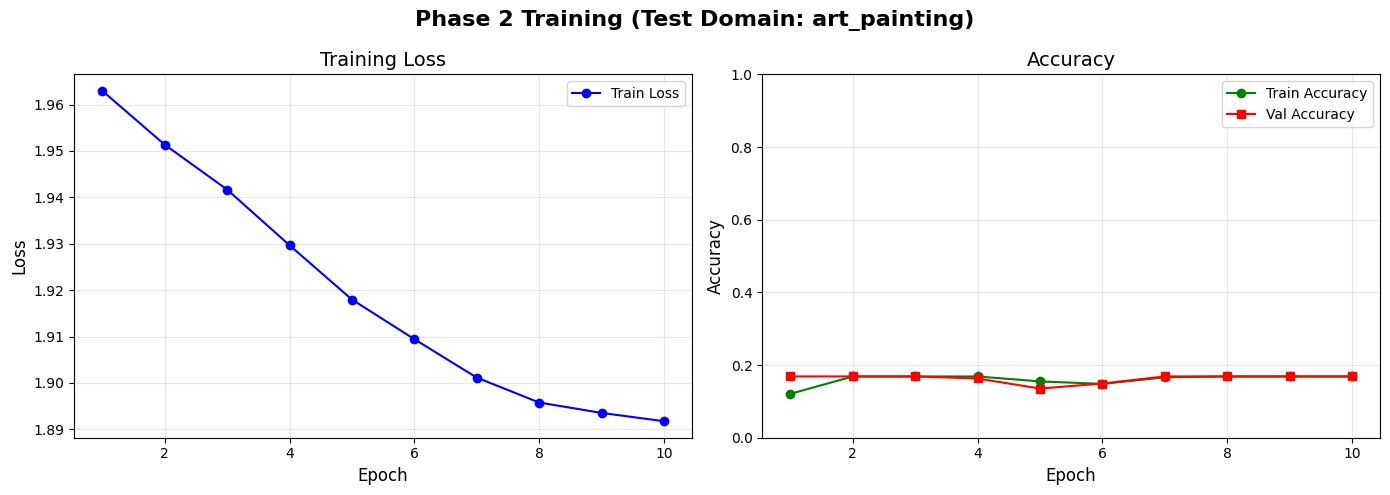 Phase 2 Training (Test Domain: art_painting)
Training Loss
Train Loss
1.96
1.95
1.94
1.93
1.92
1.91
1.90
1.89
Loss
2
4
6
8
10
Epoch
Accuracy
Train Accuracy
Val Accuracy
1.0
0.8
0.6
0.4
0.2
0.0
Accuracy
2
4
6
8
10
Epoch